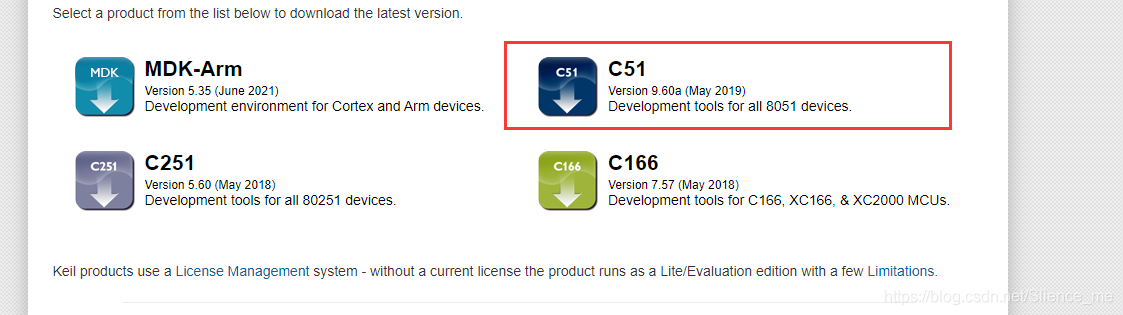 Select a product from the list below to download the latest version.
MDK
MDK-Arm
Version 5.35 (June 2021)
Development environment for Cortex and Arm devices.
C51
C51
Version 9.60a (May 2019)
Development tools for all 8051 devices.
C251
C251
Version 5.60 (May 2018)
Development tools for all 80251 devices.
C166
C166
Version 7.57 (May 2018)
Development tools for C166, XC166, & XC2000 MCUs.
Keil products use a License Management system - without a current license the product runs as a Lite/Evaluation edition with a few Limitations.
https://blog.csdn.net/Silence_me